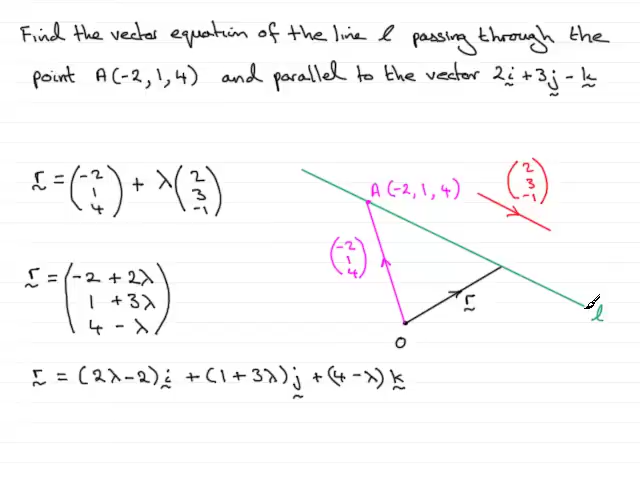 Find the vector equation of the line l passing through the
point A(-2, 1, 4) and parallel to the vector 2i + 3j - k
r = (-2 1 4) + λ (2 3 -1)
A (-2, 1, 4)
(2 3 -1)
(-2 1 4)
r = (-2 + 2λ
1 + 3λ
4 - λ)
r
l
O
r = (2λ-2)i + (1 + 3λ)j + (4-λ)k